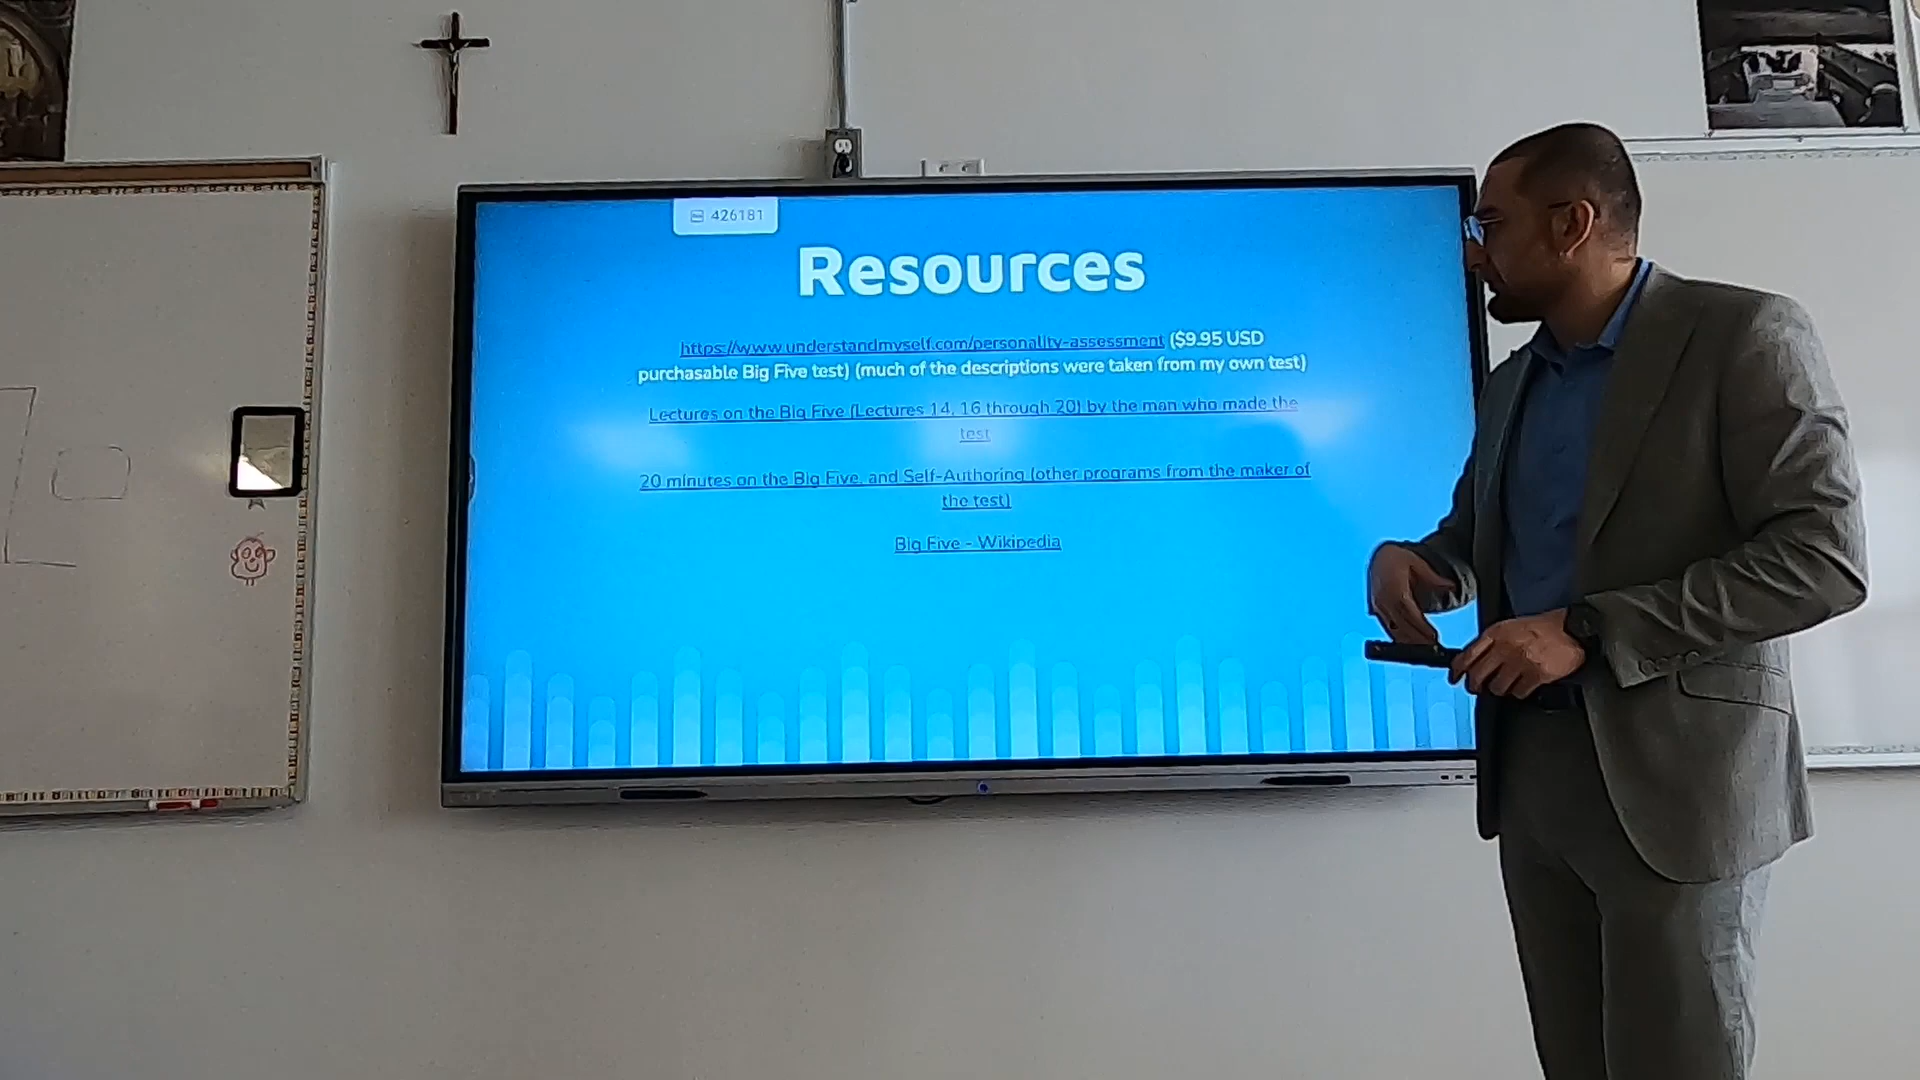 426181
Resources
https://www.understandmyself.com/personality-assessment ($9.95 USD
purchasable Big Five test) (much of the descriptions were taken from my own test)
Lectures on the Big Five (Lectures 14, 16 through 20) by the man who made the
test
20 minutes on the Big Five, and Self-Authoring (other programs from the maker of
the test)
Big Five - Wikipedia